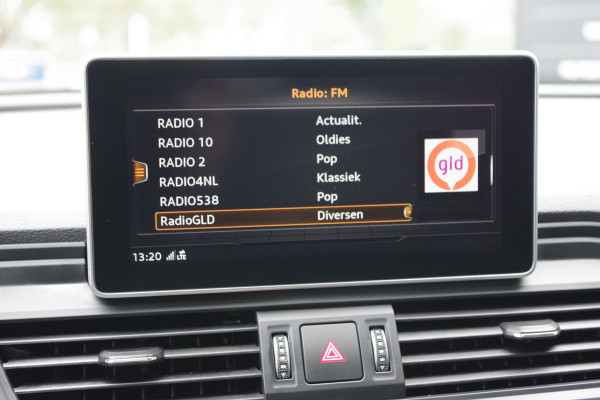 Radio: FM
RADIO 1 Actualit.
RADIO 10 Oldies
RADIO 2 Pop
RADIO4NL Klassiek
RADIO538 Pop
RadioGLD Diversen
gld
13:20 LTE